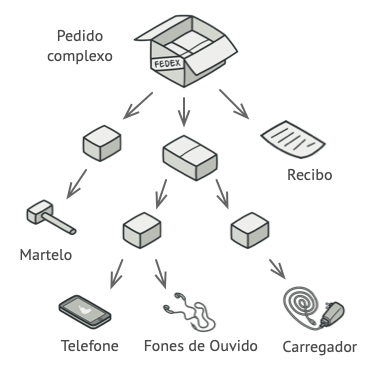 Pedido
complexo
FEDEX
Recibo
Martelo
Telefone
Fones de Ouvido
Carregador